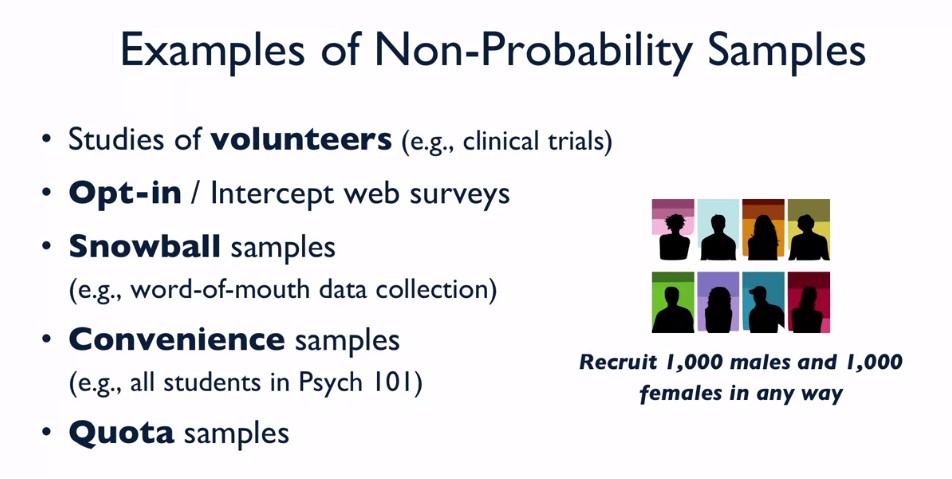 Examples of Non-Probability Samples
• Studies of volunteers (e.g., clinical trials)
• Opt-in / Intercept web surveys
• Snowball samples
(e.g., word-of-mouth data collection)
• Convenience samples
(e.g., all students in Psych 101)
• Quota samples
Recruit 1,000 males and 1,000
females in any way